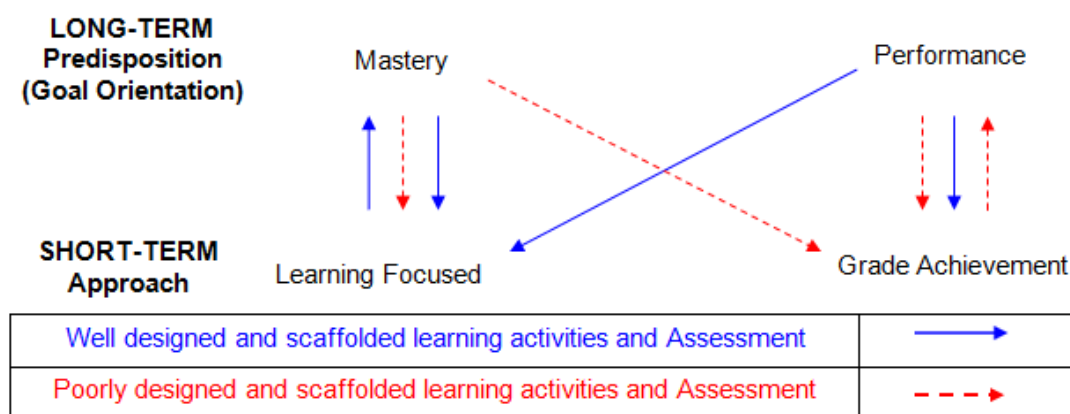 LONG-TERM
Predisposition
(Goal Orientation)
Mastery
Performance
SHORT-TERM
Approach
Learning Focused
Grade Achievement
Well designed and scaffolded learning activities and Assessment
Poorly designed and scaffolded learning activities and Assessment